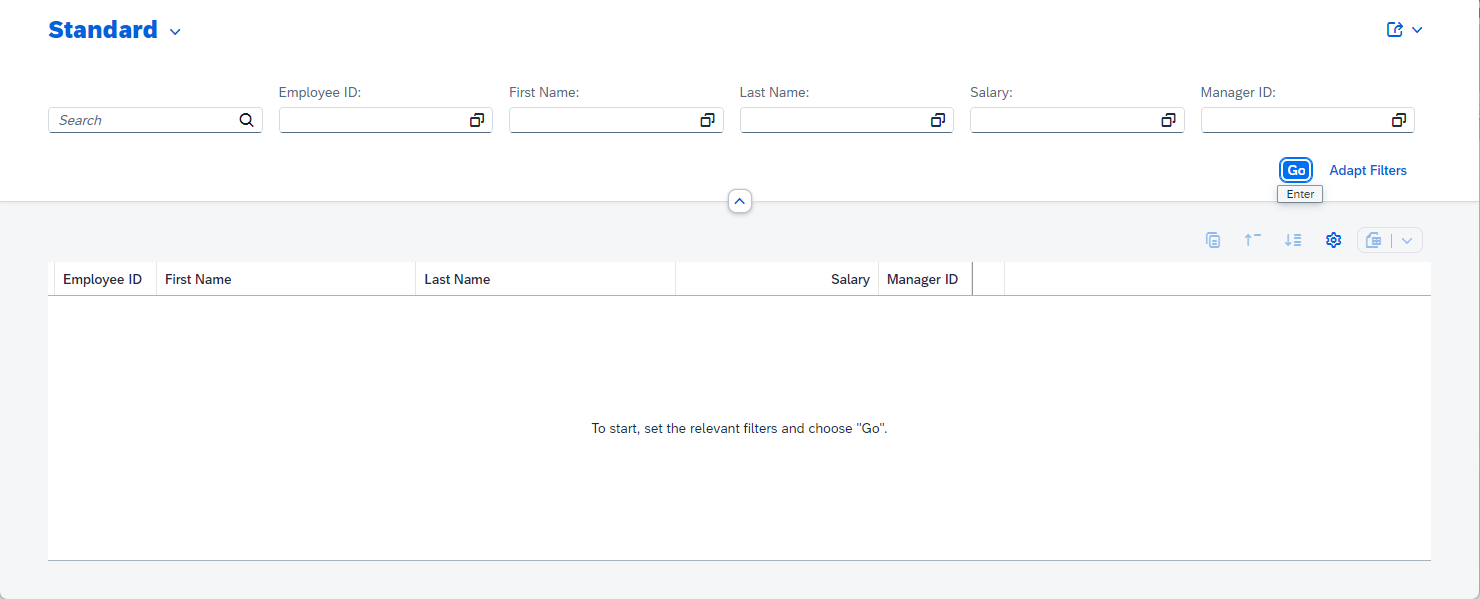 Standard
Employee ID: First Name: Last Name: Salary: Manager ID:
Search
Go Adapt Filters
Enter
Employee ID First Name Last Name Salary Manager ID
To start, set the relevant filters and choose "Go".